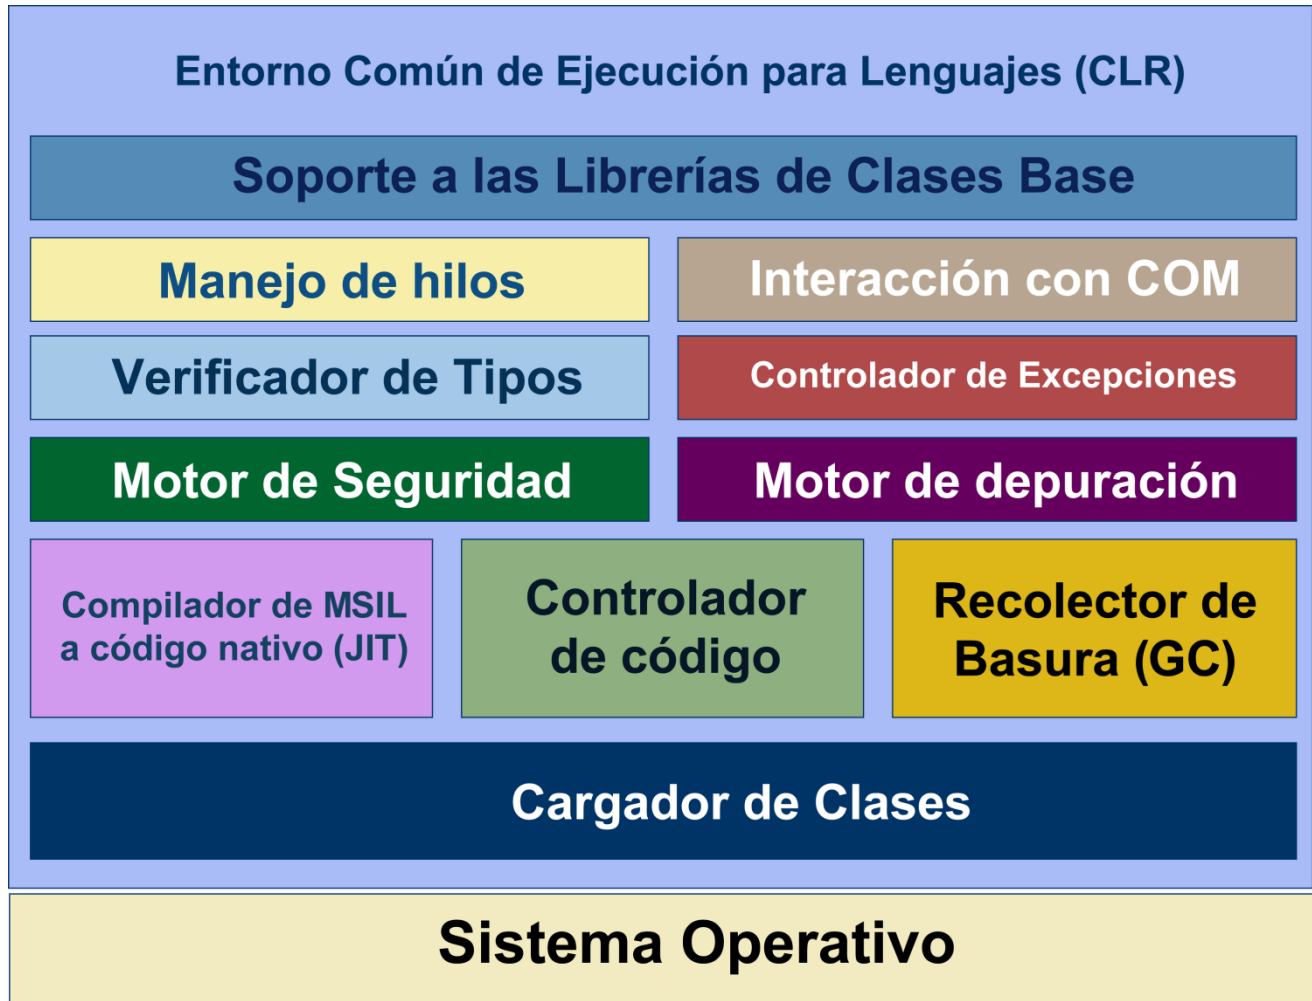 Entorno Común de Ejecución para Lenguajes (CLR)
Soporte a las Librerías de Clases Base
Manejo de hilos
Interacción con COM
Verificador de Tipos
Controlador de Excepciones
Motor de Seguridad
Motor de depuración
Compilador de MSIL
a código nativo (JIT)
Controlador
de código
Recolector de
Basura (GC)
Cargador de Clases
Sistema Operativo